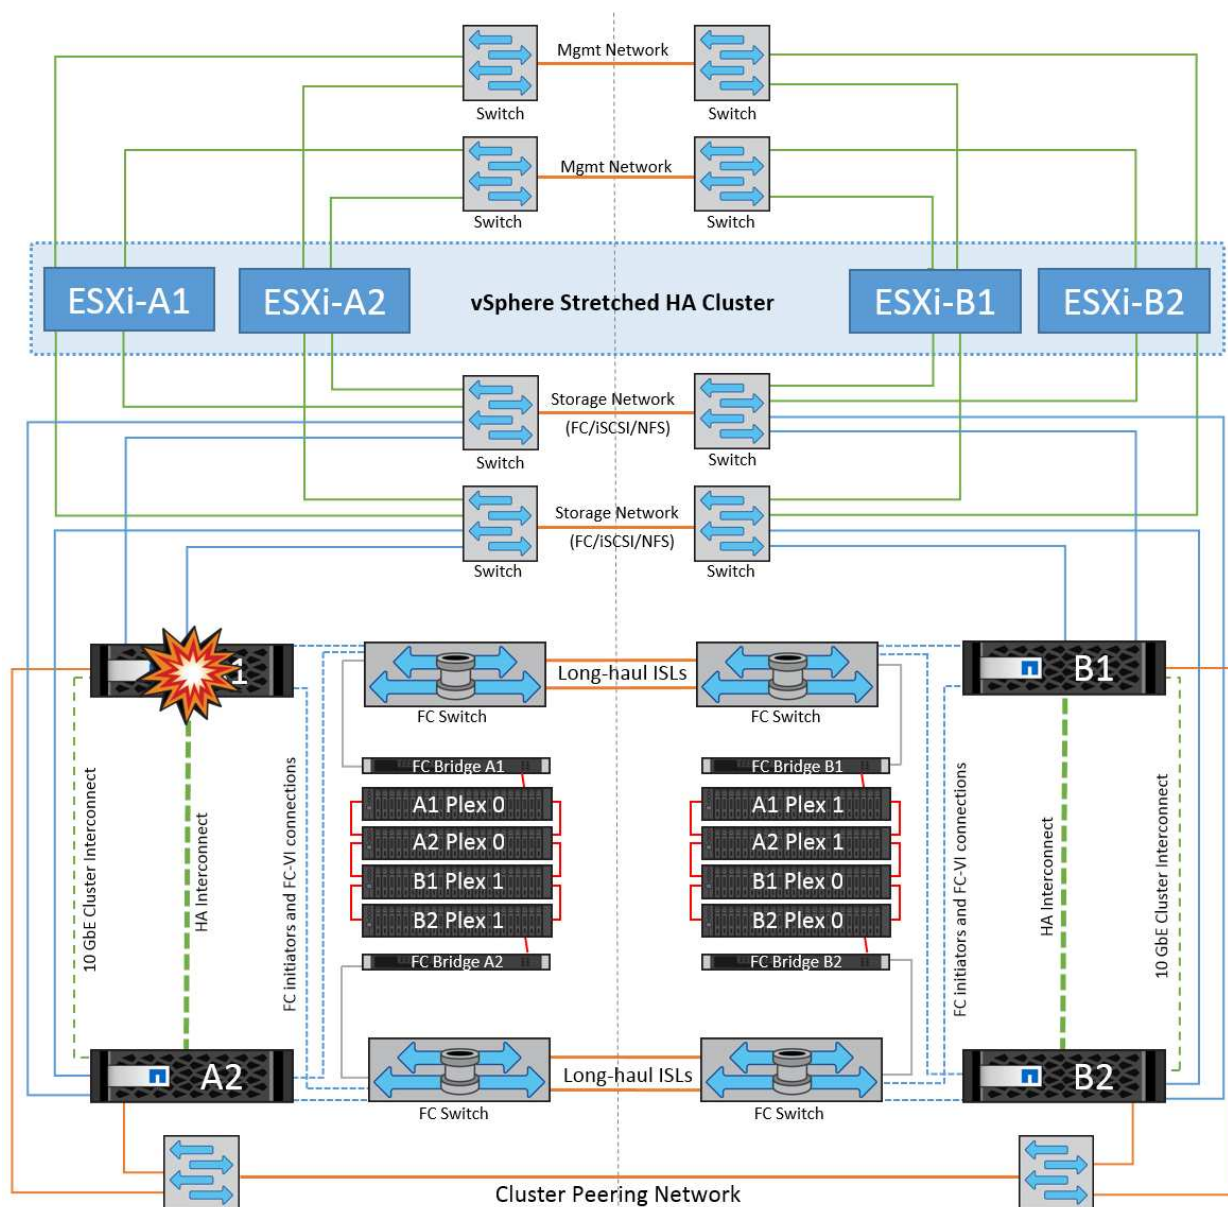 Mgmt Network
Switch
Switch
Mgmt Network
Switch
Switch
ESXi-A1
ESXi-A2
vSphere Stretched HA Cluster
ESXi-B1
ESXi-B2
Storage Network
(FC/iSCSI/NFS)
Switch
Switch
Storage Network
(FC/iSCSI/NFS)
Switch
Switch
1
B1
Long-haul ISLs
FC Switch
FC Switch
10 GbE Cluster Interconnect
HA Interconnect
FC initiators and FC-VI connections
FC Bridge A1
A1 Plex 0
A2 Plex 0
B1 Plex 1
B2 Plex 1
FC Bridge A2
FC Bridge B1
A1 Plex 1
A2 Plex 1
B1 Plex 0
B2 Plex 0
FC Bridge B2
FC initiators and FC-VI connections
HA Interconnect
10 GbE Cluster Interconnect
A2
B2
Long-haul ISLs
FC Switch
FC Switch
Cluster Peering Network